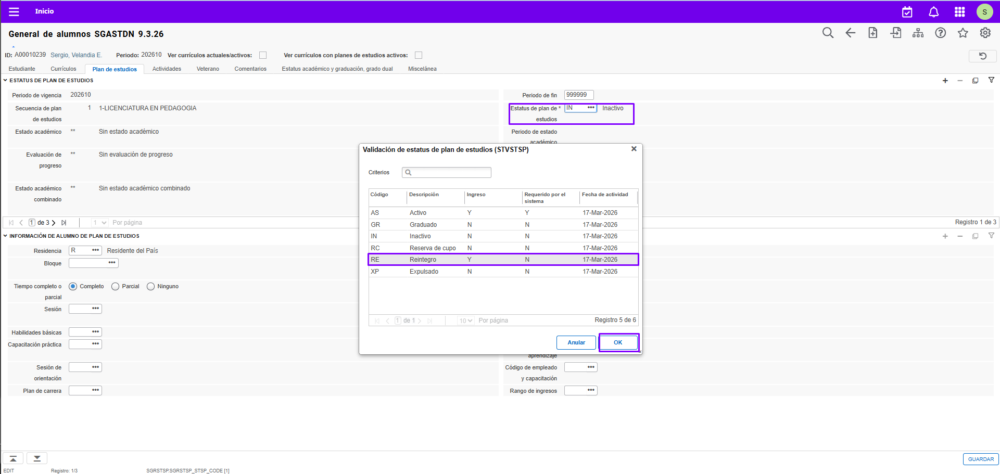 Inicio
S
General de alumnos SGASTDN 9.3.26
ID: A00010239 Sergio, Velandia E. Periodo: 202610 Ver currículos actuales/activos: Ver currículos con planes de estudios activos:
Estudiante Currículos Plan de estudios Actividades Veterano Comentarios Estatus académico y graduación, grado dual Miscelánea
ESTATUS DE PLAN DE ESTUDIOS
Periodo de vigencia 202610 Periodo de fin 999999
Secuencia de plan 1 1-LICENCIATURA EN PEDAGOGIA Estatus de plan de * IN ••• Inactivo
de estudios estudios
Estado académico ** Sin estado académico Periodo de estado
académico
Evaluación de ** Sin evaluación de progreso
progreso
Estado académico ** Sin estado académico combinado
combinado
1 de 3 1 Por página Registro 1 de 3
INFORMACIÓN DE ALUMNO DE PLAN DE ESTUDIOS
Residencia R ••• Residente del País
Bloque •••
Tiempo completo o Completo Parcial Ninguno
parcial
Sesión •••
Habilidades básicas •••
Capacitación práctica •••
aprendizaje
Sesión de ••• Código de empleado •••
orientación y capacitación
Plan de carrera ••• Rango de ingresos •••
Validación de estatus de plan de estudios (STVSTSP)
Criterios
Código Descripción Ingreso Requerido por el Fecha de actividad
sistema
AS Activo Y Y 17-Mar-2026
GR Graduado N N 17-Mar-2026
IN Inactivo N N 17-Mar-2026
RC Reserva de cupo N N 17-Mar-2026
RE Reintegro Y N 17-Mar-2026
XP Expulsado N N 17-Mar-2026
1 de 1 10 Por página Registro 5 de 6
Anular OK
GUARDAR
EDIT Registro: 1/3 SGRSTSP.SGRSTSP_STSP_CODE [1]